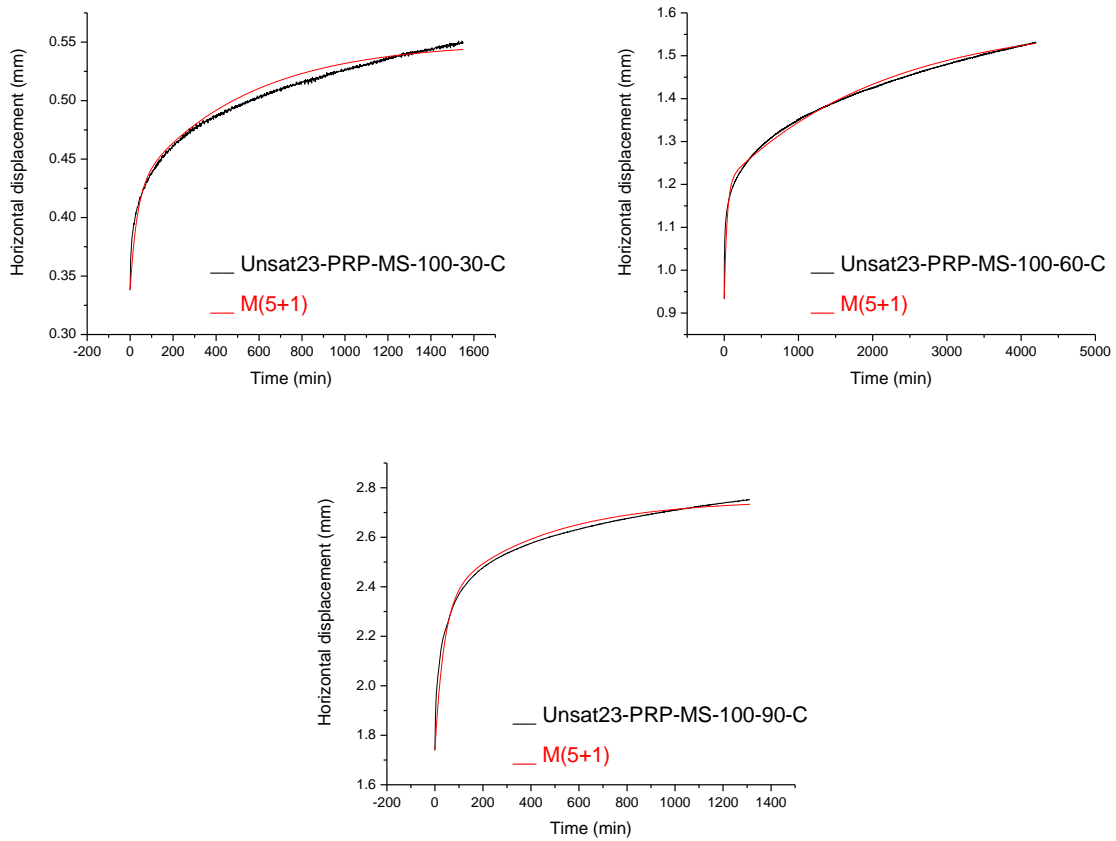 0.55
0.50
0.45
0.40
0.35
0.30
Horizontal displacement (mm)
Unsat23-PRP-MS-100-30-C
M(5+1)
-200 0 200 400 600 800 1000 1200 1400 1600
Time (min)
1.6
1.5
1.4
1.3
1.2
1.1
1.0
0.9
Horizontal displacement (mm)
Unsat23-PRP-MS-100-60-C
M(5+1)
0 1000 2000 3000 4000 5000
Time (min)
2.8
2.6
2.4
2.2
2.0
1.8
1.6
Horizontal displacement (mm)
Unsat23-PRP-MS-100-90-C
M(5+1)
-200 0 200 400 600 800 1000 1200 1400
Time (min)